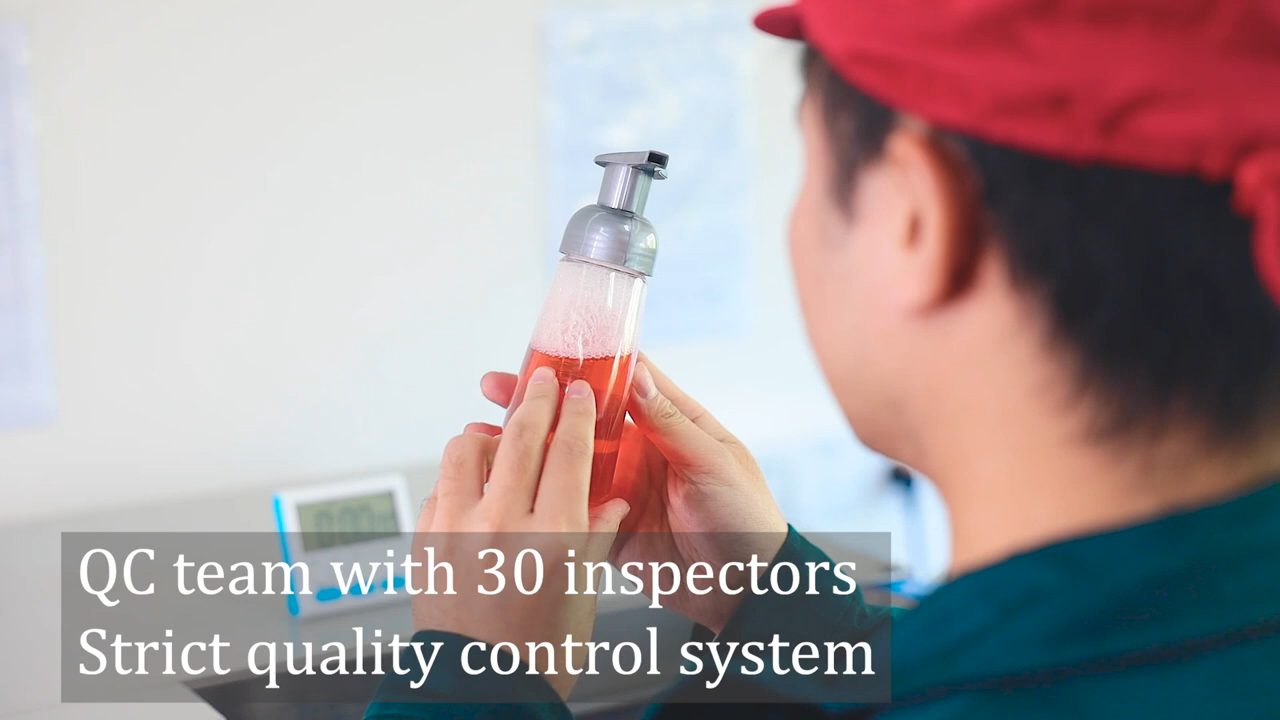 QC team with 30 inspectors
Strict quality control system